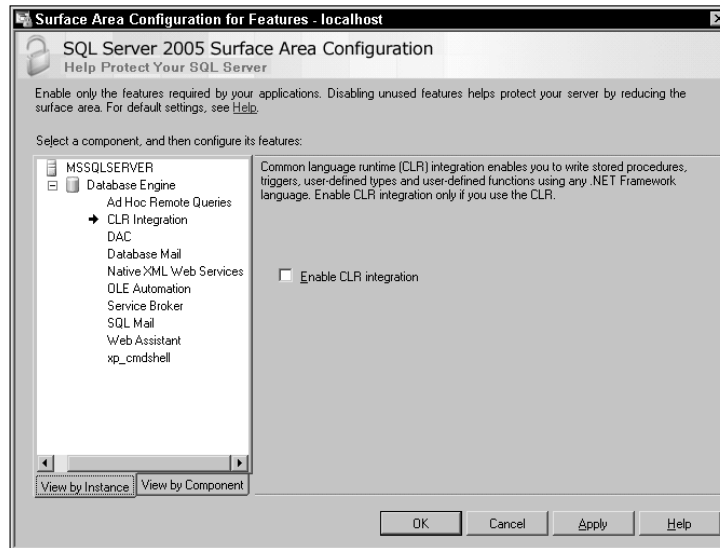 Surface Area Configuration for Features - localhost
SQL Server 2005 Surface Area Configuration
Help Protect Your SQL Server
Enable only the features required by your applications. Disabling unused features helps protect your server by reducing the
surface area. For default settings, see Help.
Select a component, and then configure its features:
MSSQLSERVER
Database Engine
Ad Hoc Remote Queries
CLR Integration
DAC
Database Mail
Native XML Web Services
OLE Automation
Service Broker
SQL Mail
Web Assistant
xp_cmdshell
View by Instance
View by Component
Common language runtime (CLR) integration enables you to write stored procedures,
triggers, user-defined types and user-defined functions using any .NET Framework
language. Enable CLR integration only if you use the CLR.
Enable CLR integration
OK
Cancel
Apply
Help